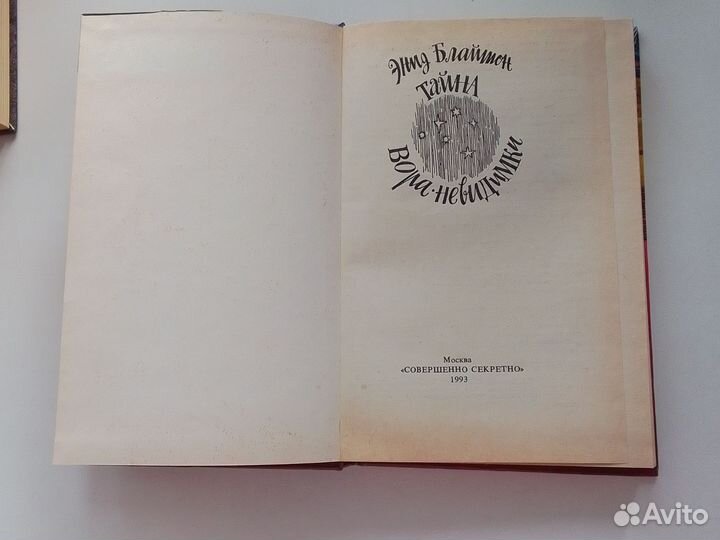 Энид Блайтон
Тайна
Вора-невидимки
Москва
«СОВЕРШЕННО СЕКРЕТНО»
1993
Avito